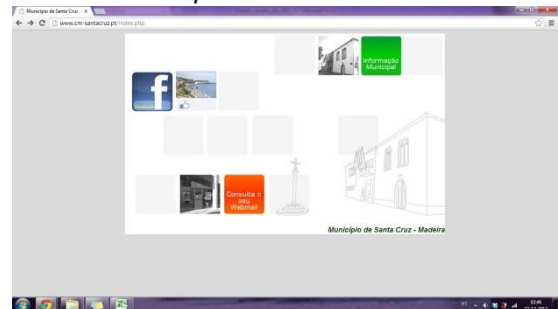 Município de Santa Cruz
www.cm-santacruz.pt/index.php
Informação
Municipal
Consulte o
seu
Webmail
Município de Santa Cruz - Madeira
PT